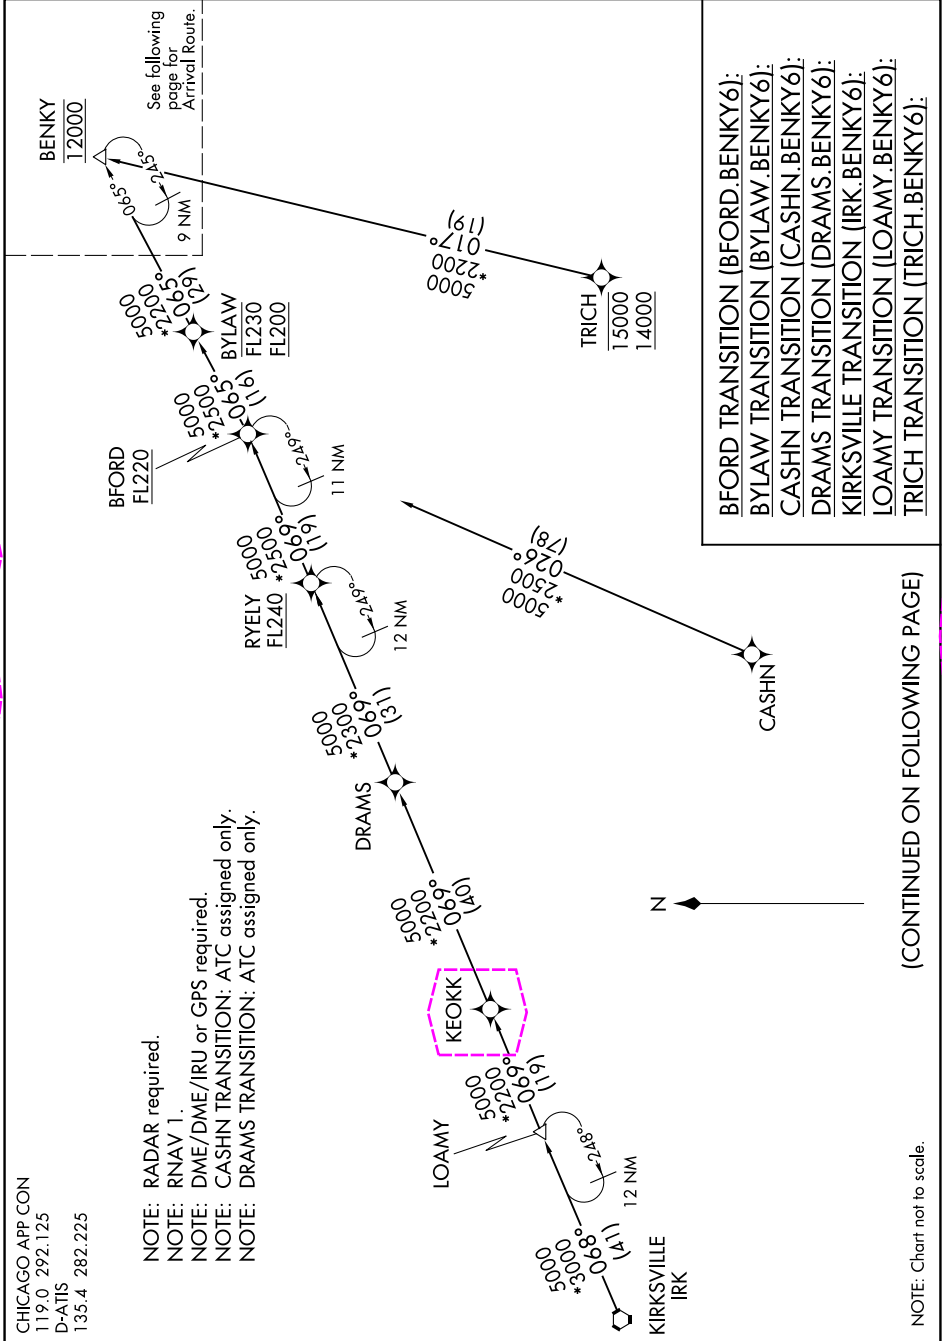 CHICAGO APP CON
119.0 292.125
D-ATIS
135.4 282.225
NOTE: RADAR required.
NOTE: RNAV 1.
NOTE: DME/DME/IRU or GPS required.
NOTE: CASHN TRANSITION: ATC assigned only.
NOTE: DRAMS TRANSITION: ATC assigned only.
BENKY
12000
See following
page for
Arrival Route.
065°
245°
9 NM
5000
*2200
065°
(29)
BYLAW
FL230
FL200
5000
*2500
065°
(16)
BFORD
FL220
249°
11 NM
5000
*2500
069°
(19)
RYELY
FL240
249°
12 NM
5000
*2300
069°
(31)
DRAMS
5000
*2200
069°
(40)
KEOKK
5000
*2200
069°
(19)
LOAMY
248°
12 NM
5000
*3000
068°
(41)
KIRKSVILLE
IRK
5000
*2200
017°
(19)
TRICH
15000
14000
5000
*2500
026°
(78)
CASHN
N
BFORD TRANSITION (BFORD.BENKY6):
BYLAW TRANSITION (BYLAW.BENKY6):
CASHN TRANSITION (CASHN.BENKY6):
DRAMS TRANSITION (DRAMS.BENKY6):
KIRKSVILLE TRANSITION (IRK.BENKY6):
LOAMY TRANSITION (LOAMY.BENKY6):
TRICH TRANSITION (TRICH.BENKY6):
(CONTINUED ON FOLLOWING PAGE)
NOTE: Chart not to scale.